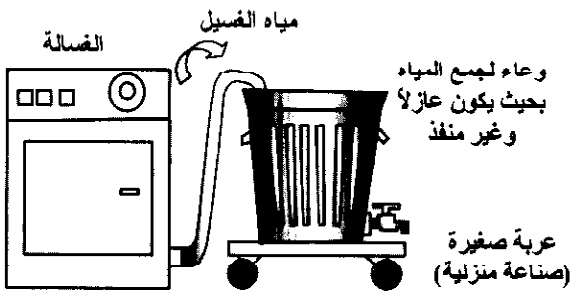 مياه الغسيل
الغسالة
وعاء لجمع المياه
بحيث يكون عازلاً
وغير منفذ
عربة صغيرة
(صناعة منزلية)